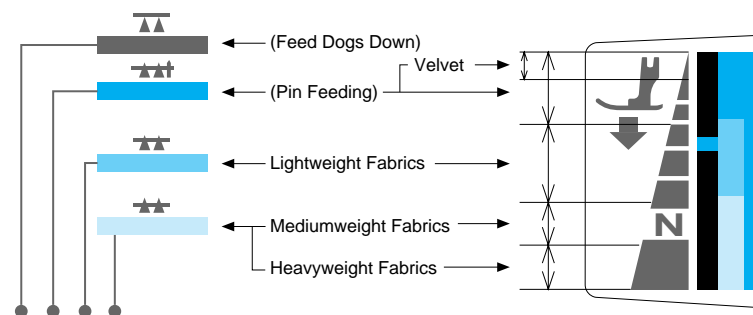 (Feed Dogs Down)
Velvet
(Pin Feeding)
Lightweight Fabrics
Mediumweight Fabrics
N
Heavyweight Fabrics